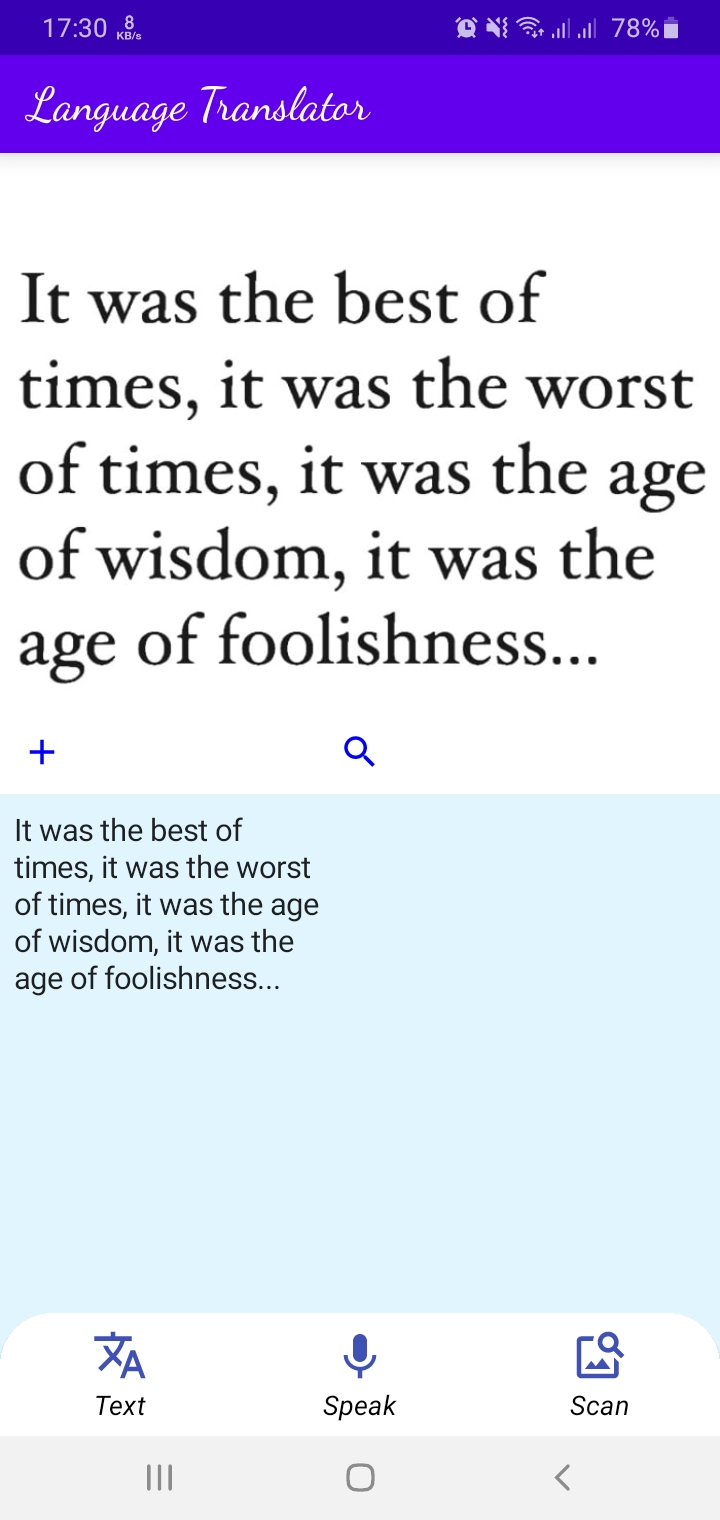 17:30 8 KB/s 78%
Language Translator
It was the best of
times, it was the worst
of times, it was the age
of wisdom, it was the
age of foolishness...
It was the best of
times, it was the worst
of times, it was the age
of wisdom, it was the
age of foolishness...
Text Speak Scan